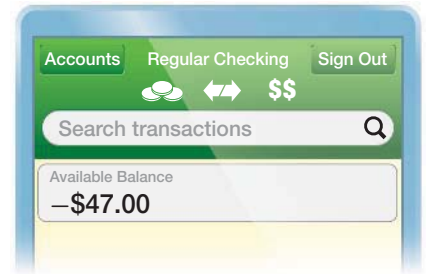 Accounts Regular Checking Sign Out
$$
Search transactions
Available Balance
–$47.00